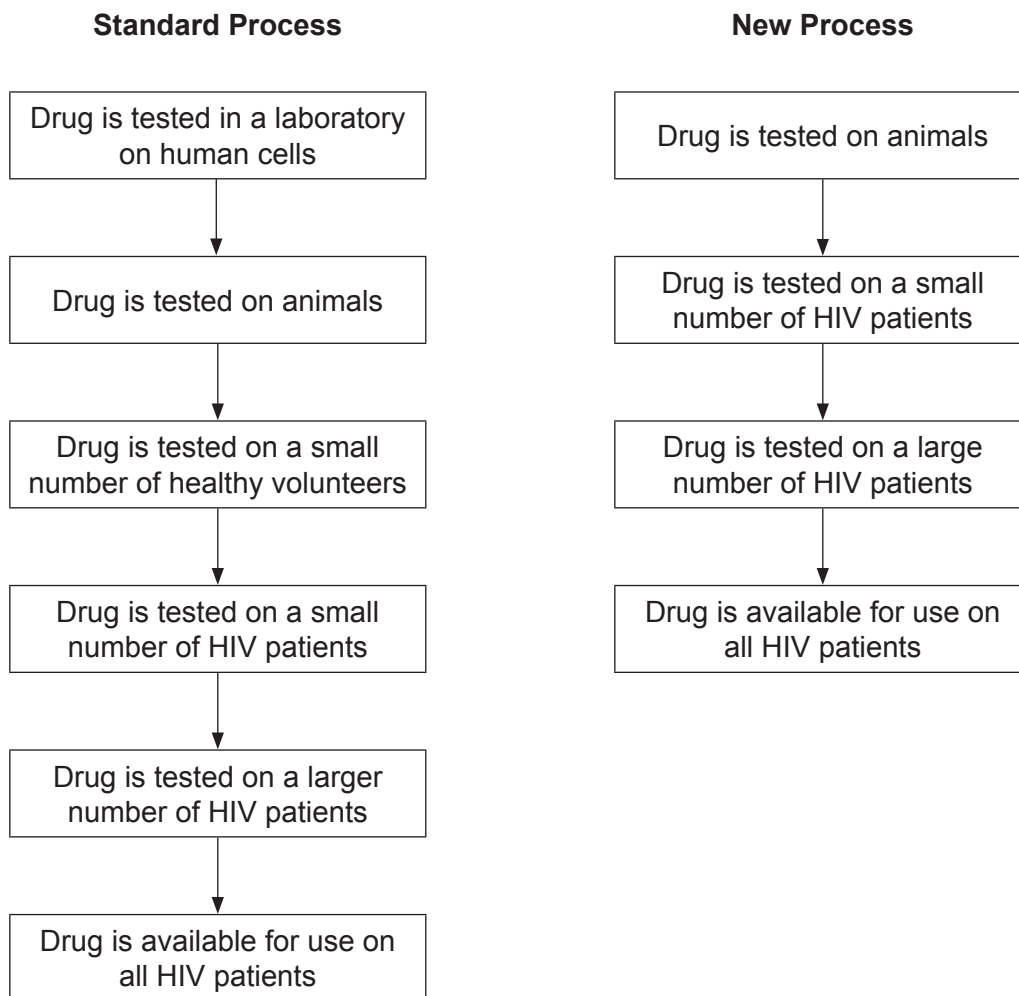 Standard Process
Drug is tested in a laboratory
on human cells
Drug is tested on animals
Drug is tested on a small
number of healthy volunteers
Drug is tested on a small
number of HIV patients
Drug is tested on a larger
number of HIV patients
Drug is available for use on
all HIV patients
New Process
Drug is tested on animals
Drug is tested on a small
number of HIV patients
Drug is tested on a large
number of HIV patients
Drug is available for use on
all HIV patients